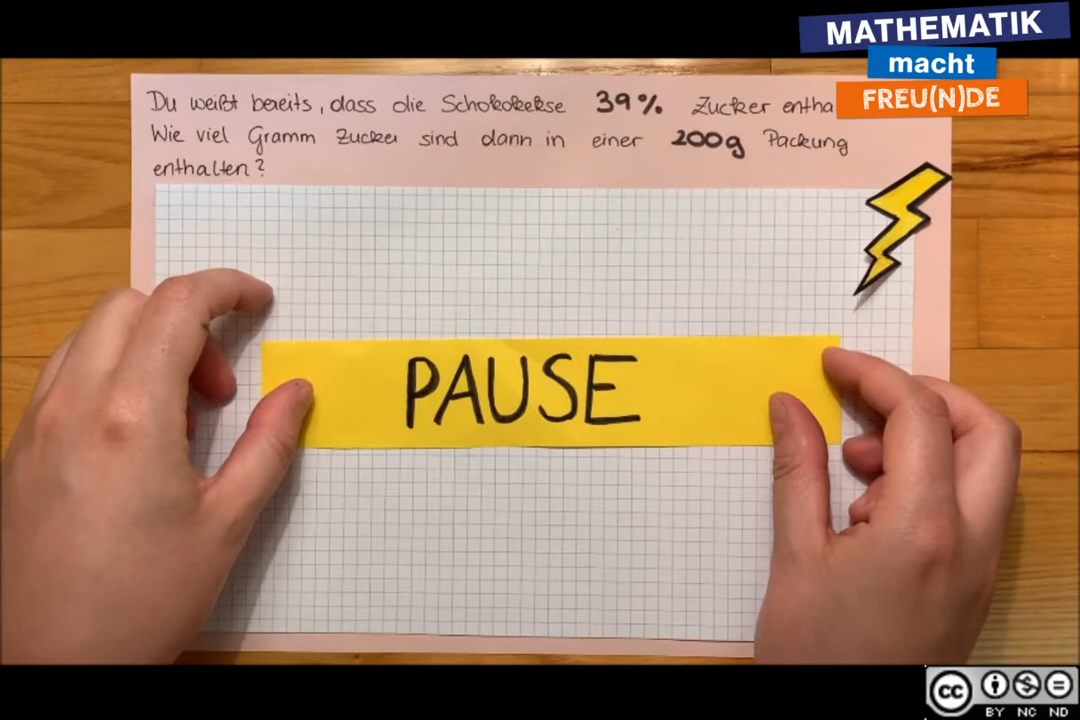 MATHEMATIK
macht
FREU(N)DE
Du weißt bereits, dass die Schokokekse 39% Zucker entha
Wie viel Gramm Zucker sind dann in einer 200g Packung
enthalten?
PAUSE
cc
BY NC ND